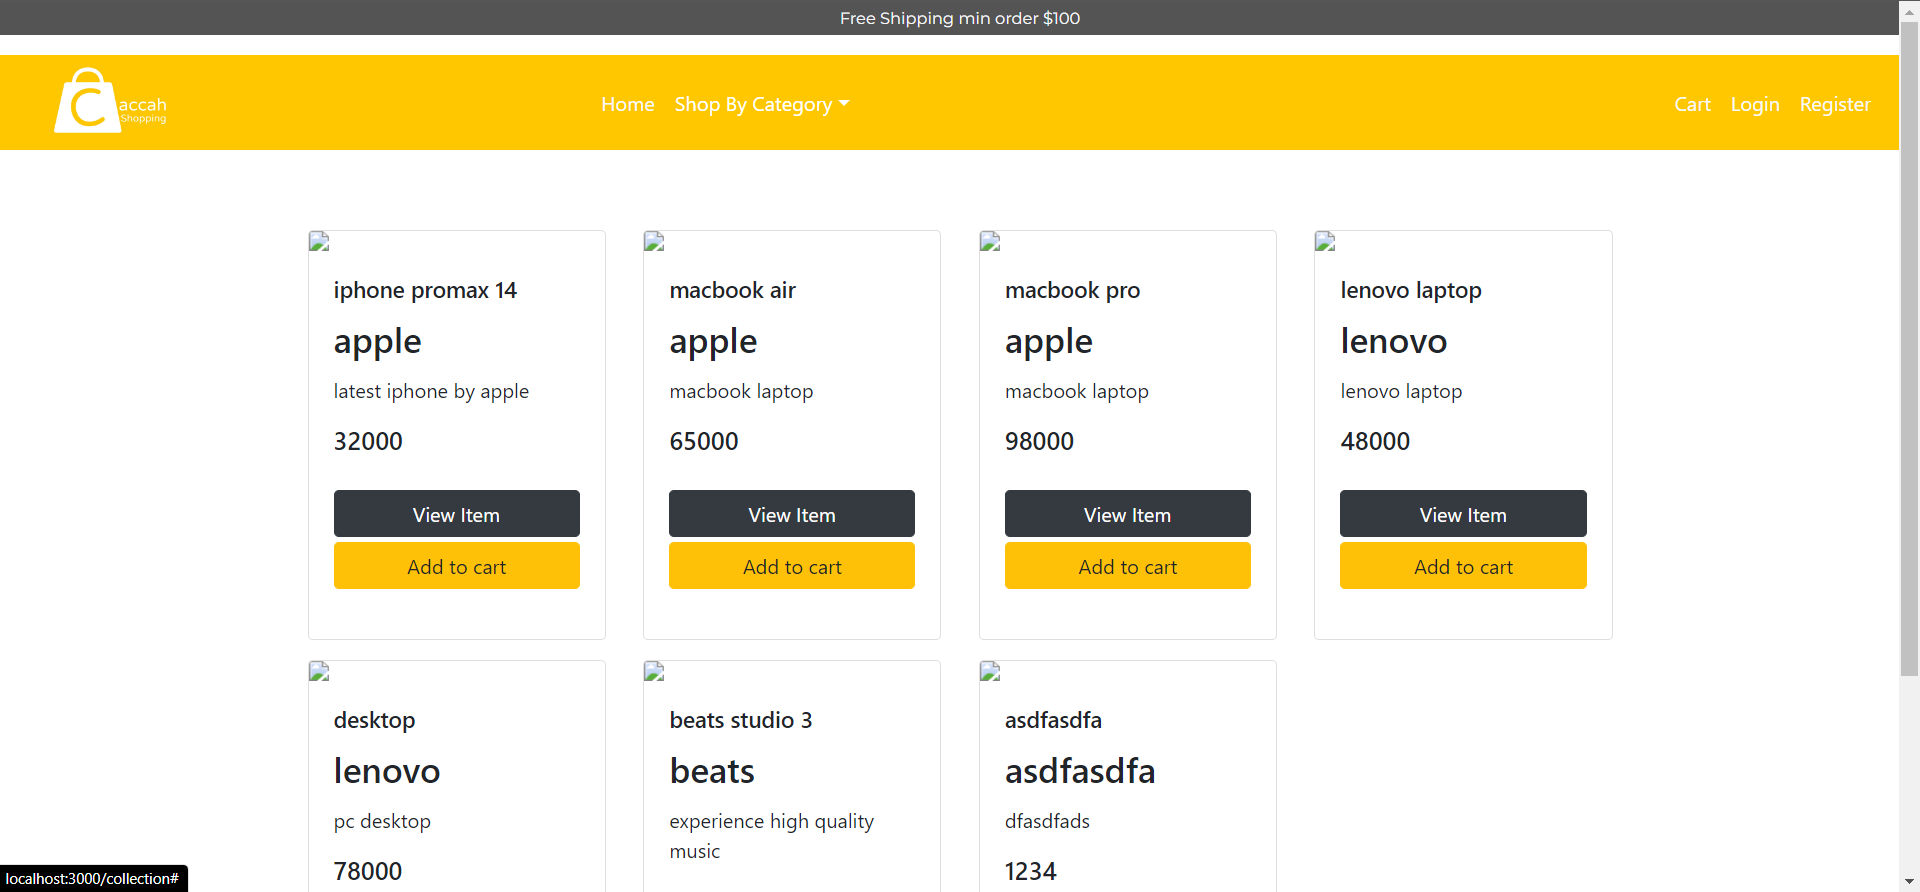 Free Shipping min order $100
C accah
Shopping
Home Shop By Category Cart Login Register
iphone promax 14
apple
latest iphone by apple
32000
View Item
Add to cart
macbook air
apple
macbook laptop
65000
View Item
Add to cart
macbook pro
apple
macbook laptop
98000
View Item
Add to cart
lenovo laptop
lenovo
lenovo laptop
48000
View Item
Add to cart
desktop
lenovo
pc desktop
78000
beats studio 3
beats
experience high quality
music
asdfasdfa
asdfasdfa
dfasdfads
1234
localhost:3000/collection#